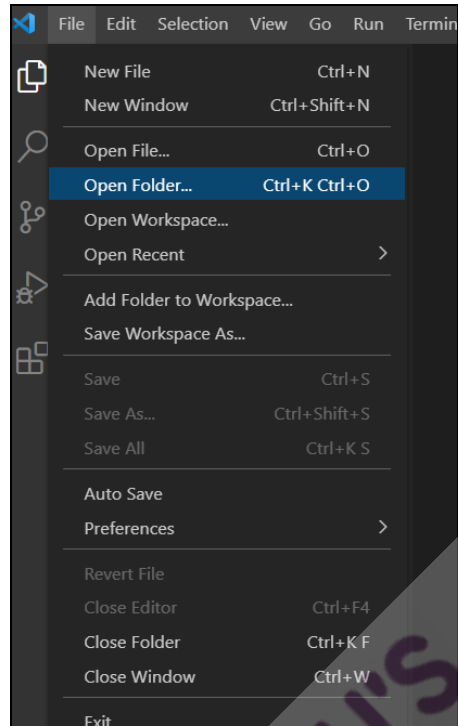 File Edit Selection View Go Run Termin
New File Ctrl+N
New Window Ctrl+Shift+N
Open File... Ctrl+O
Open Folder... Ctrl+K Ctrl+O
Open Workspace...
Open Recent
Add Folder to Workspace...
Save Workspace As...
Save Ctrl+S
Save As... Ctrl+Shift+S
Save All Ctrl+K S
Auto Save
Preferences
Revert File
Close Editor Ctrl+F4
Close Folder Ctrl+K F
Close Window Ctrl+W
Exit